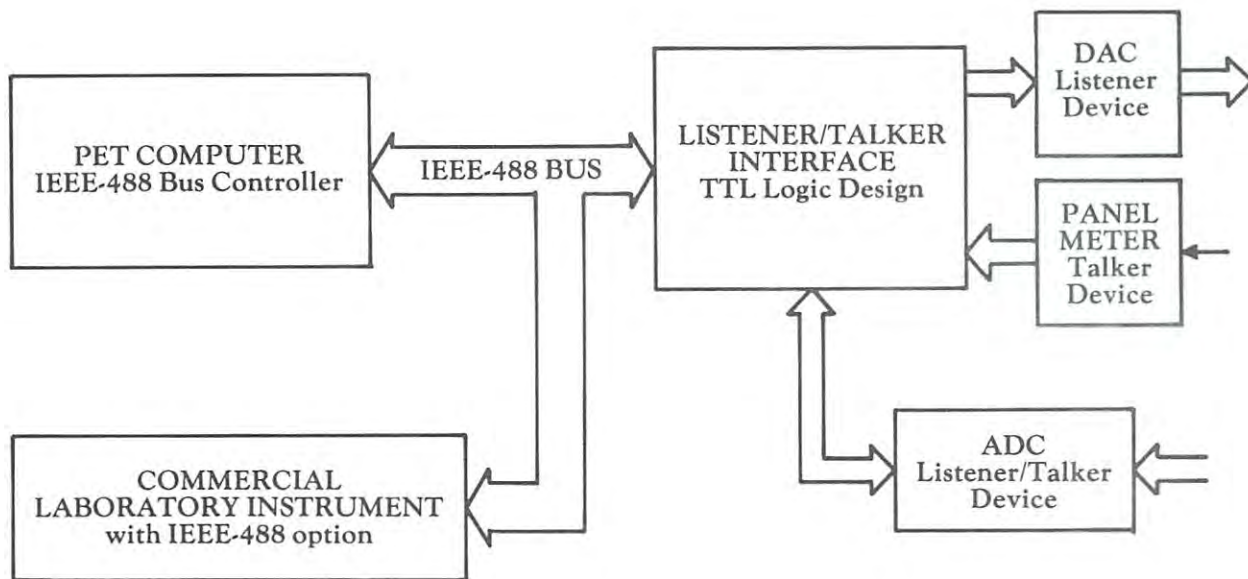 PET COMPUTER
IEEE-488 Bus Controller
IEEE-488 BUS
LISTENER/TALKER
INTERFACE
TTL Logic Design
DAC
Listener
Device
PANEL
METER
Talker
Device
COMMERCIAL
LABORATORY INSTRUMENT
with IEEE-488 option
ADC
Listener/Talker
Device